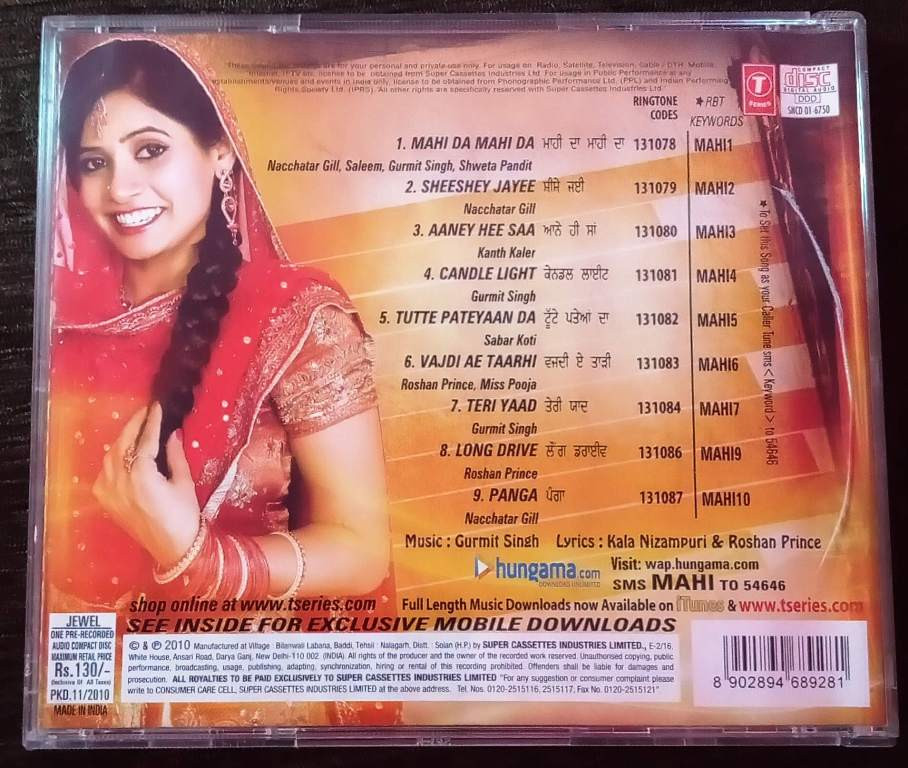 These sound recordings are for your personal and private use only. For usage on Radio, Satellite, Television, Cable / DTH, Mobile,
Internet, IPTV etc. license to be obtained from Super Cassettes Industries Ltd. For usage in Public Performance at any
establishments/venues and events in India only, license to be obtained from Phonographic Performance Ltd. (PPL) and Indian Performing
Rights Society Ltd. (IPRS). All other rights are specifically reserved with Super Cassettes Industries Ltd.
T
SERIES
COMPACT
disc
DIGITAL AUDIO
DDD
SNCD 01-6750
RINGTONE CODES
★RBT KEYWORDS
1. MAHI DA MAHI DA ਮਾਹੀ ਦਾ ਮਾਹੀ ਦਾ 131078 MAHI1
Nacchatar Gill, Saleem, Gurmit Singh, Shweta Pandit
2. SHEESHEY JAYEE ਸ਼ੀਸ਼ੇ ਜਈ 131079 MAHI2
Nacchatar Gill
3. AANEY HEE SAA ਆਨੇ ਹੀ ਸਾਂ 131080 MAHI3
Kanth Kaler
4. CANDLE LIGHT ਕੇਨਡਲ ਲਾਈਟ 131081 MAHI4
Gurmit Singh
5. TUTTE PATEYAAN DA ਟੁੱਟੇ ਪਤੇਆਂ ਦਾ 131082 MAHI5
Sabar Koti
6. VAJDI AE TAARHI ਵਜਦੀ ਏ ਤਾੜੀ 131083 MAHI6
Roshan Prince, Miss Pooja
7. TERI YAAD ਤੇਰੀ ਯਾਦ 131084 MAHI7
Gurmit Singh
8. LONG DRIVE ਲੌਂਗ ਡਰਾਈਵ 131086 MAHI9
Roshan Prince
9. PANGA ਪੰਗਾ 131087 MAHI10
Nacchatar Gill
★ To Set this Song as your Caller Tune sms < Keyword > to 54646
Music : Gurmit Singh Lyrics : Kala Nizampuri & Roshan Prince
hungama.com
DOWNLOADS UNLIMITED
Visit: wap.hungama.com
SMS MAHI TO 54646
shop online at www.tseries.com
Full Length Music Downloads now Available on iTunes & www.tseries.com
SEE INSIDE FOR EXCLUSIVE MOBILE DOWNLOADS
JEWEL
ONE PRE-RECORDED
AUDIO COMPACT DISC
MAXIMUM RETAIL PRICE
Rs.130/-
(Inclusive Of All Taxes)
PKD.11/2010
MADE IN INDIA
© & ℗ 2010 Manufactured at Village : Bilanwali Labana, Baddi, Tehsil : Nalagarh, Distt. : Solan (H.P.) by SUPER CASSETTES INDUSTRIES LIMITED., E-2/16,
White House, Ansari Road, Darya Ganj, New Delhi-110 002. (INDIA). All rights of the producer and the owner of the recorded work reserved. Unauthorised copying, public
performance, broadcasting, usage, publishing, adapting, synchronization, hiring or rental of this recording prohibited. Offenders shall be liable for damages and
prosecution. ALL ROYALTIES TO BE PAID EXCLUSIVELY TO SUPER CASSETTES INDUSTRIES LIMITED "For any suggestion or consumer complaint please
write to CONSUMER CARE CELL, SUPER CASSETTES INDUSTRIES LIMITED at the above address. Tel. Nos. 0120-2515116, 2515117, Fax No. 0120-2515121".
8 902894 689281